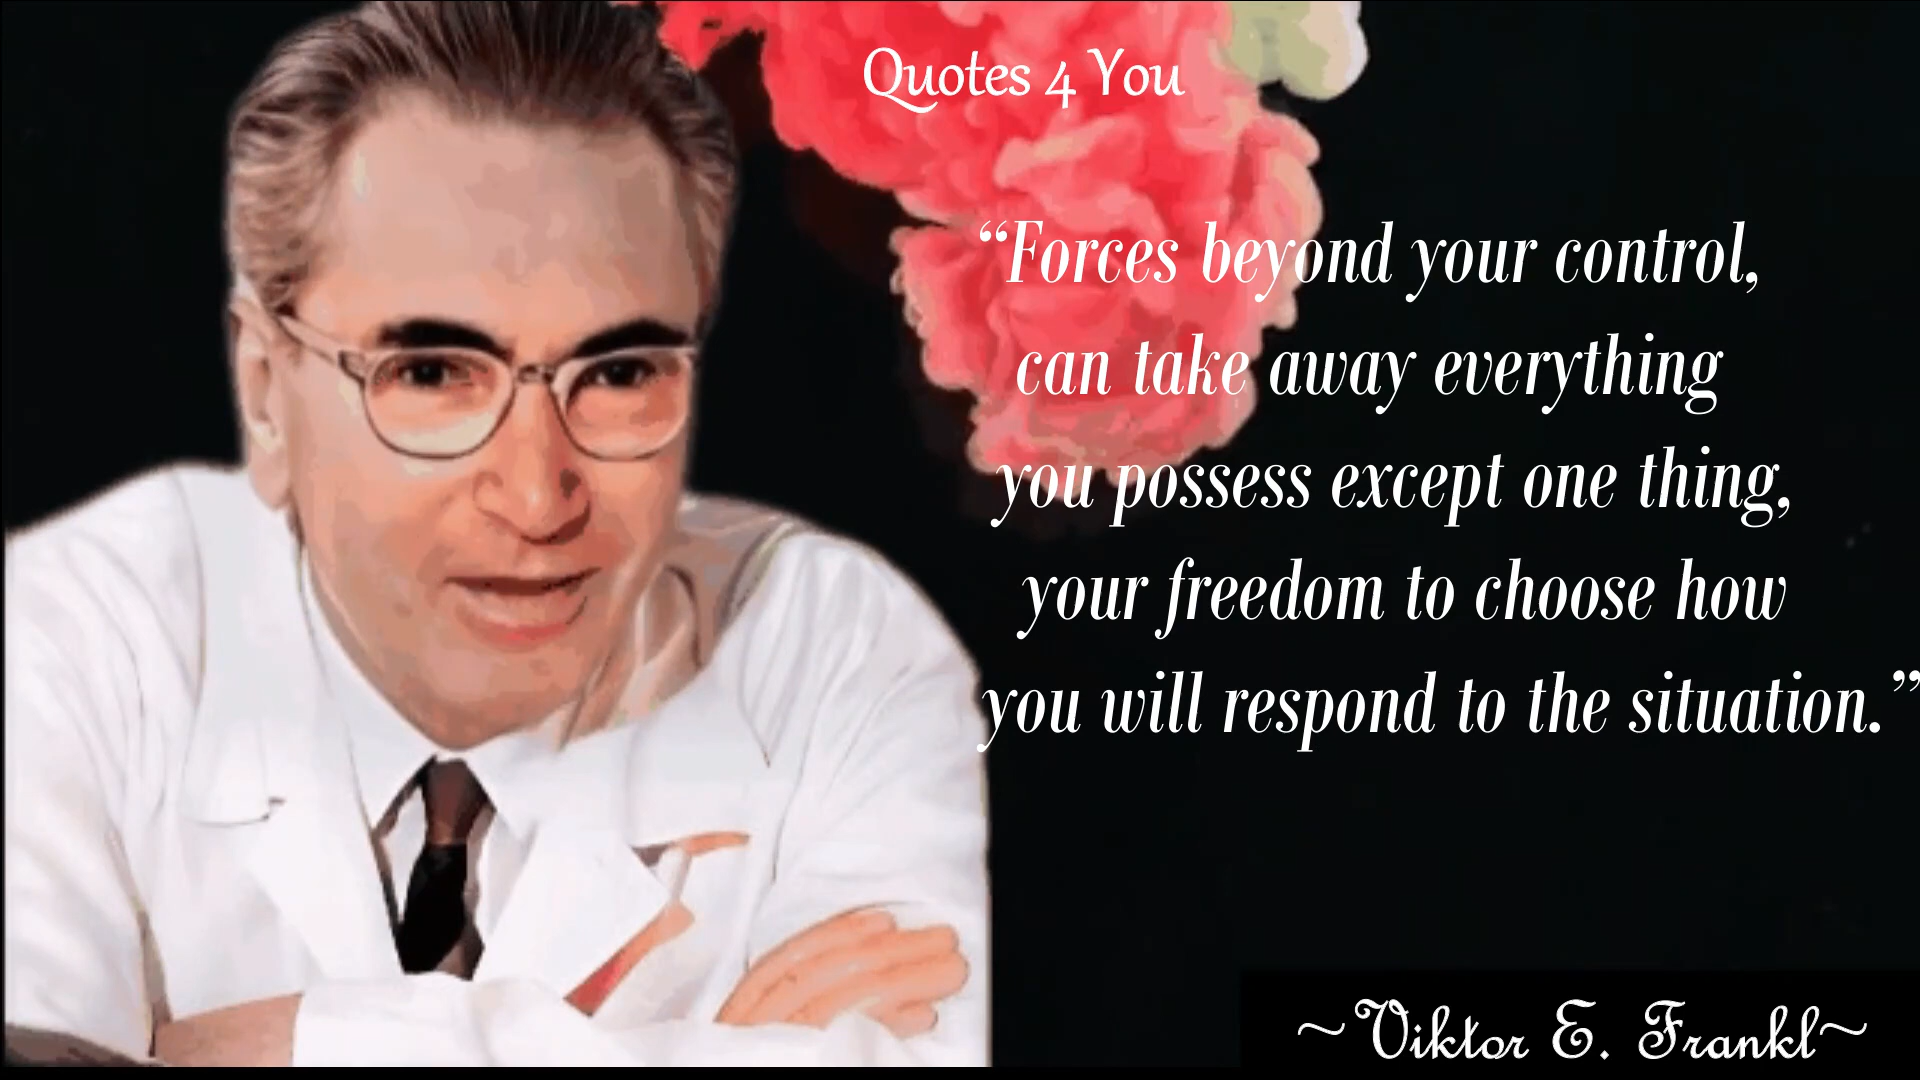 Quotes 4 You
“Forces beyond your control,
can take away everything
you possess except one thing,
your freedom to choose how
you will respond to the situation.”
~Viktor E. Frankl~